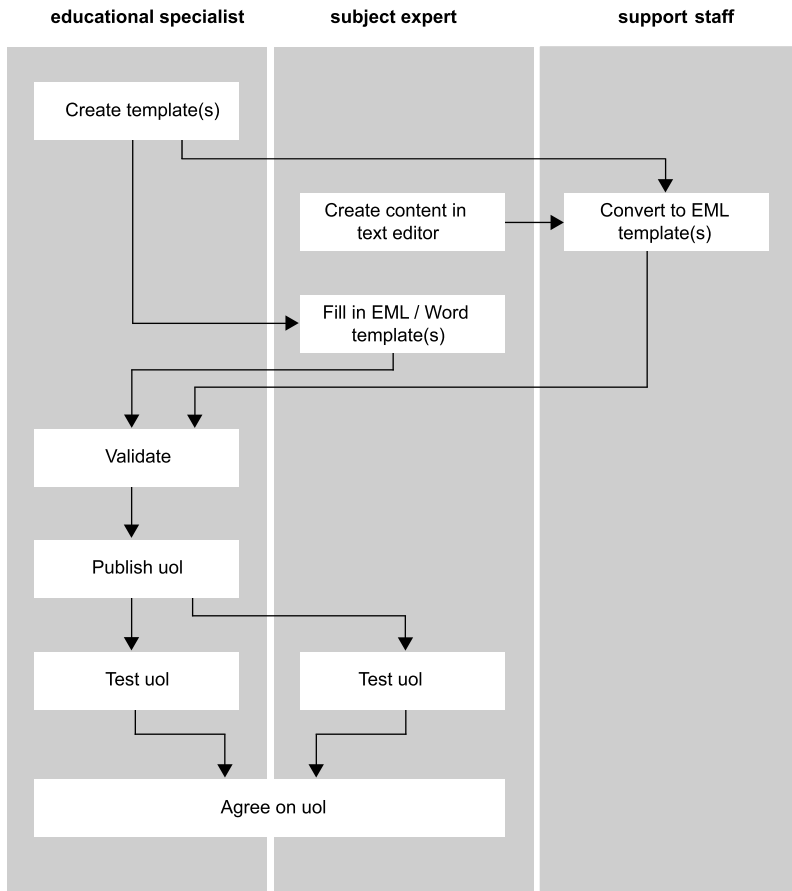 educational specialist
subject expert
support staff
Create template(s)
Create content in
text editor
Convert to EML
template(s)
Fill in EML / Word
template(s)
Validate
Publish uol
Test uol
Test uol
Agree on uol